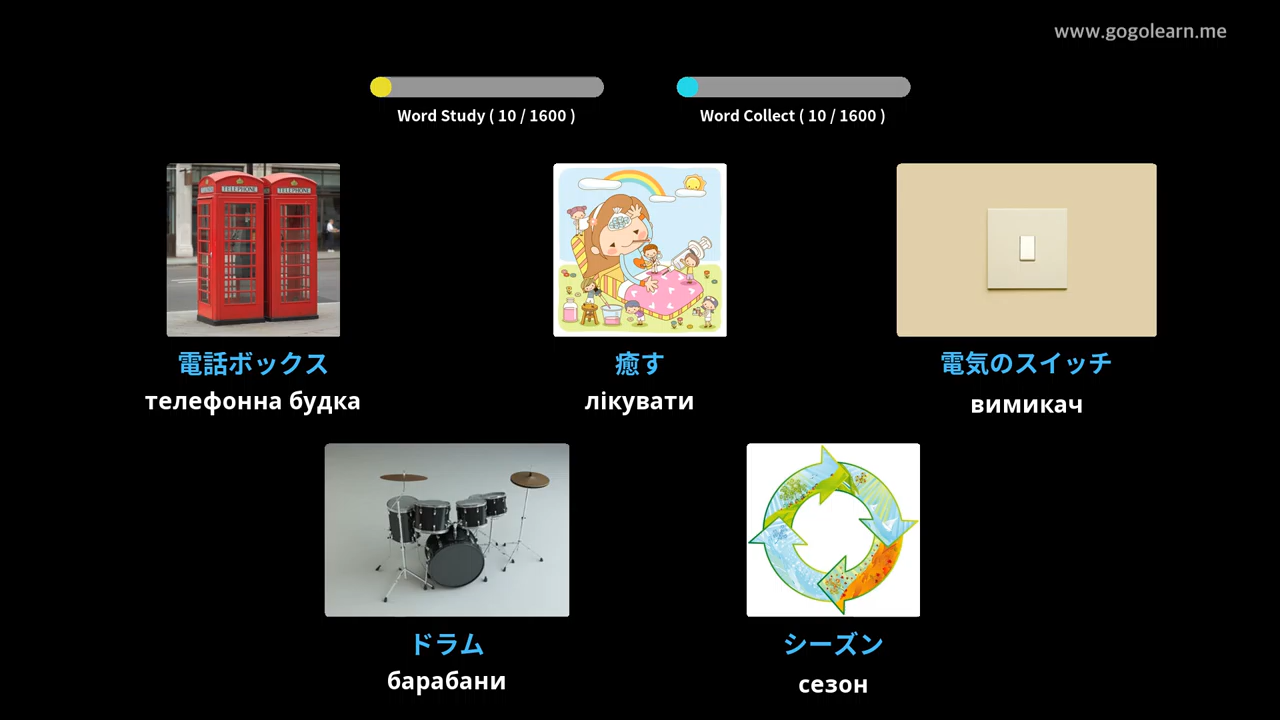 www.gogolearn.me
Word Study ( 10 / 1600 )
Word Collect ( 10 / 1600 )
TELEPHONE
TELEPHONE
電話ボックス
телефонна будка
癒す
лікувати
電気のスイッチ
вимикач
ドラム
барабани
シーズン
сезон